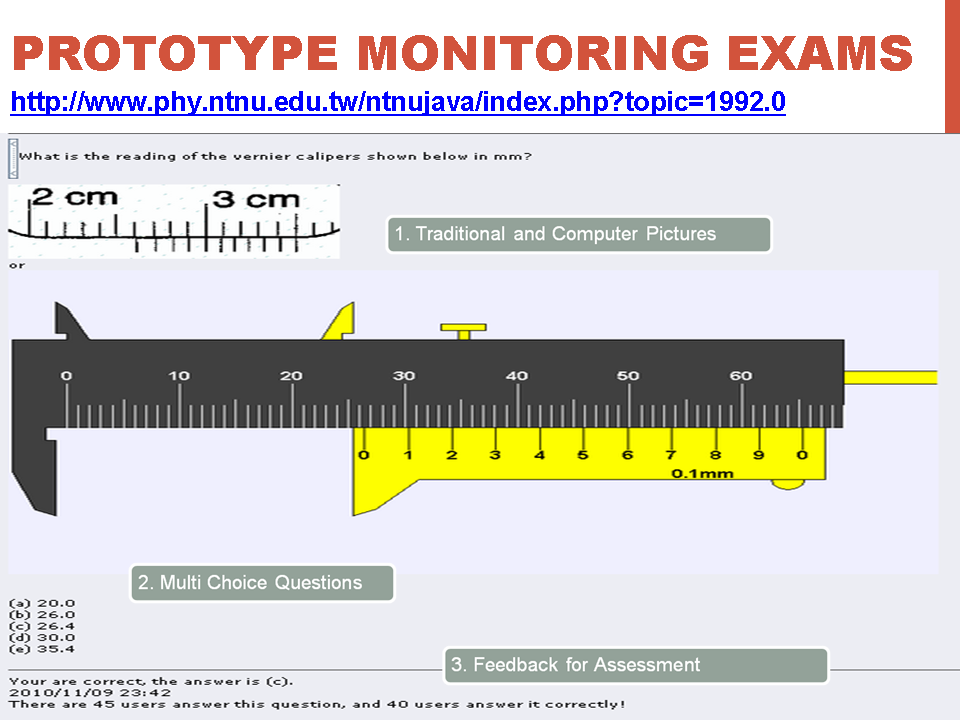 PROTOTYPE MONITORING EXAMS
http://www.phy.ntnu.edu.tw/ntnujava/index.php?topic=1992.0
What is the reading of the vernier calipers shown below in mm?
2 cm 3 cm
1. Traditional and Computer Pictures
or
0 10 20 30 40 50 60
0 1 2 3 4 5 6 7 8 9 0
0.1mm
2. Multi Choice Questions
(a) 20.0
(b) 26.0
(c) 26.4
(d) 30.0
(e) 35.4
3. Feedback for Assessment
Your are correct, the answer is (c).
2010/11/09 23:42
There are 45 users answer this question, and 40 users answer it correctly!